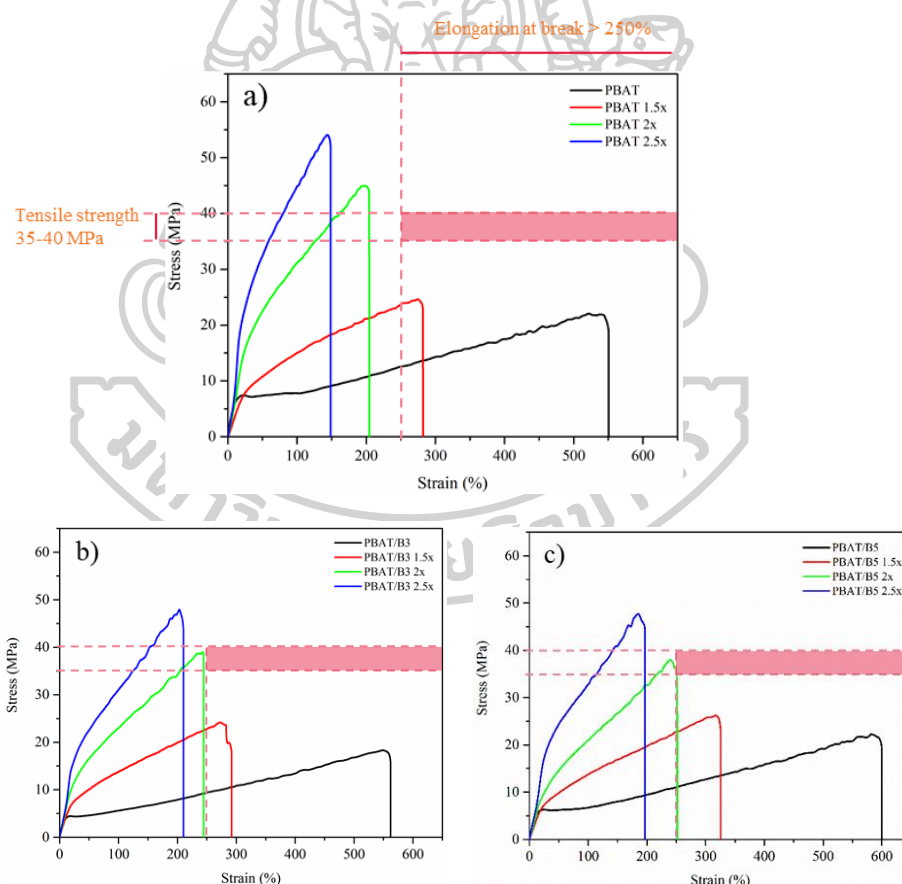 Elongation at break > 250%
a)
PBAT
PBAT 1.5x
PBAT 2x
PBAT 2.5x
Tensile strength
35-40 MPa
Stress (MPa)
60
50
40
30
20
10
0
0 100 200 300 400 500 600
Strain (%)
b)
PBAT/B3
PBAT/B3 1.5x
PBAT/B3 2x
PBAT/B3 2.5x
Stress (MPa)
60
50
40
30
20
10
0
0 100 200 300 400 500 600
Strain (%)
c)
PBAT/B5
PBAT/B5 1.5x
PBAT/B5 2x
PBAT/B5 2.5x
Stress (MPa)
60
50
40
30
20
10
0
0 100 200 300 400 500 600
Strain (%)